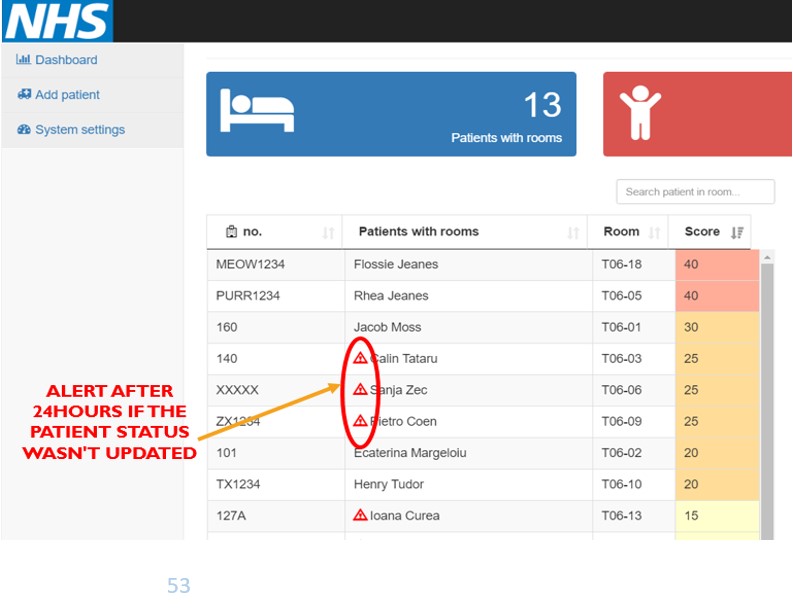 NHS
Dashboard
Add patient
System settings
13
Patients with rooms
Search patient in room...
no. Patients with rooms Room Score
MEOW1234 Flossie Jeanes T06-18 40
PURR1234 Rhea Jeanes T06-05 40
160 Jacob Moss T06-01 30
140 Calin Tataru T06-03 25
XXXXX Sanja Zec T06-06 25
ZX1234 Pietro Coen T06-09 25
101 Ecaterina Margeloiu T06-02 20
TX1234 Henry Tudor T06-10 20
127A Ioana Curea T06-13 15
ALERT AFTER
24HOURS IF THE
PATIENT STATUS
WASN'T UPDATED
53